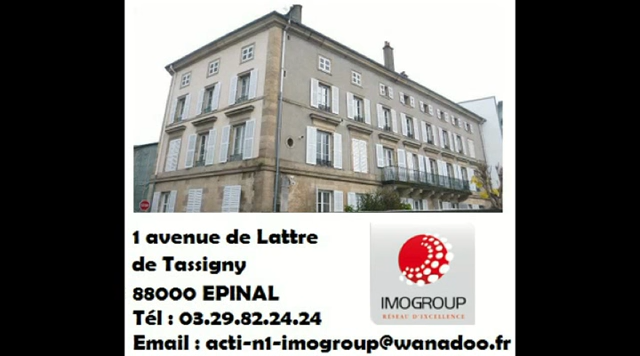 1 avenue de Lattre
de Tassigny
88000 EPINAL
Tél : 03.29.82.24.24
Email : acti-n1-imogroup@wanadoo.fr
IMOGROUP
RÉSEAU D'EXCELLENCE